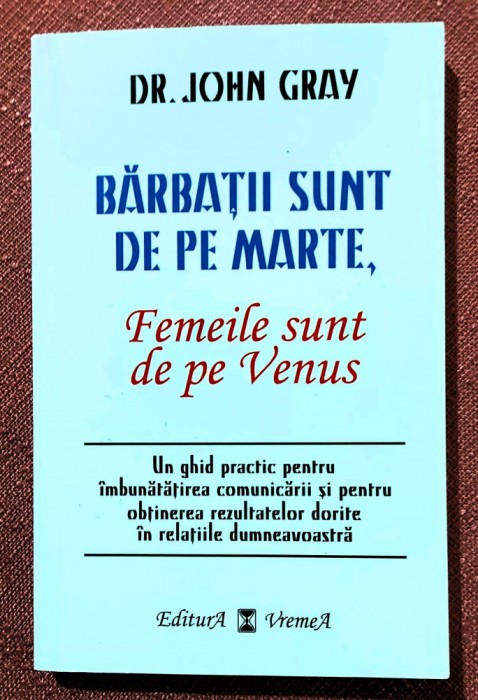 DR. JOHN GRAY
BĂRBAȚII SUNT
DE PE MARTE,
Femeile sunt
de pe Venus
Un ghid practic pentru
îmbunătățirea comunicării și pentru
obținerea rezultatelor dorite
în relațiile dumneavoastră
EditurA VremeA